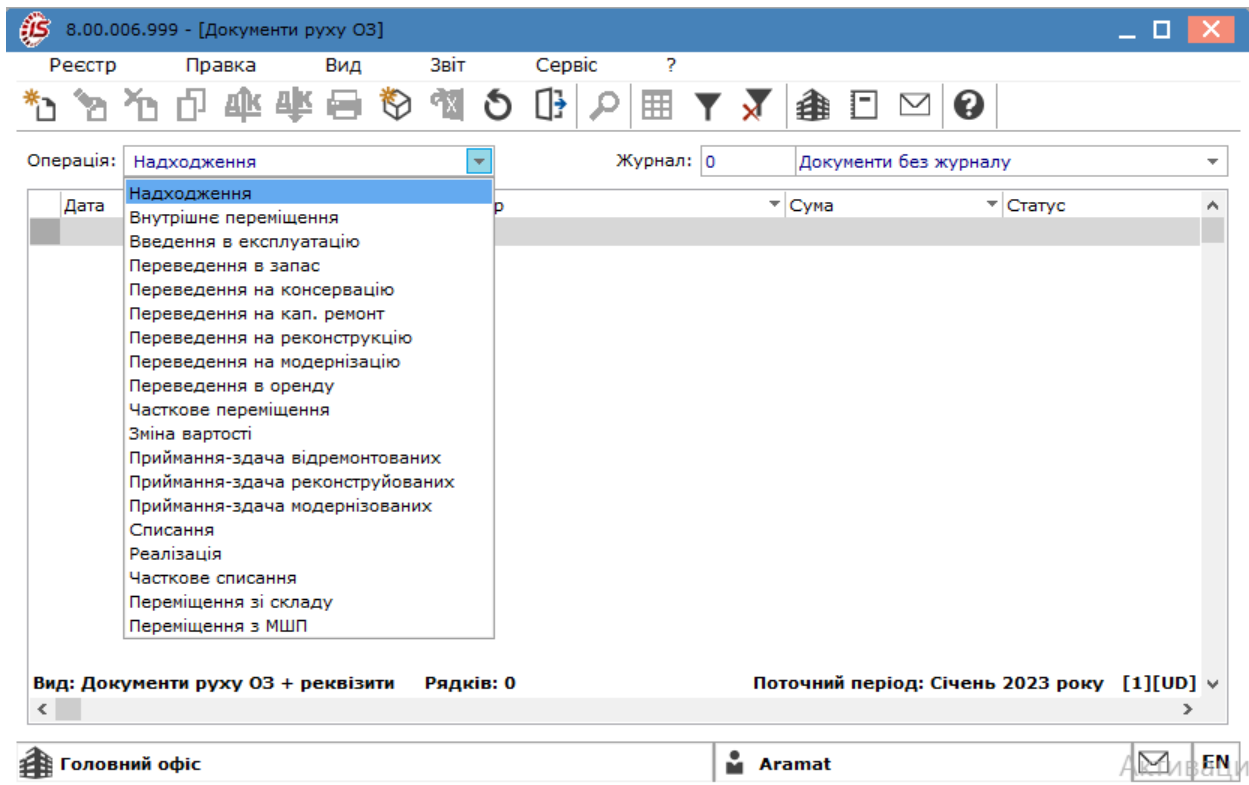 8.00.006.999 - [Документи руху ОЗ]
Реєстр Правка Вид Звіт Сервіс ?
Операція: Надходження Журнал: 0 Документи без журналу
Дата р Сума Статус
Надходження
Внутрішнє переміщення
Введення в експлуатацію
Переведення в запас
Переведення на консервацію
Переведення на кап. ремонт
Переведення на реконструкцію
Переведення на модернізацію
Переведення в оренду
Часткове переміщення
Зміна вартості
Приймання-здача відремонтованих
Приймання-здача реконструйованих
Приймання-здача модернізованих
Списання
Реалізація
Часткове списання
Переміщення зі складу
Переміщення з МШП
Вид: Документи руху ОЗ + реквізити Рядків: 0 Поточний період: Січень 2023 року [1][UD]
Головний офіс Aramat EN